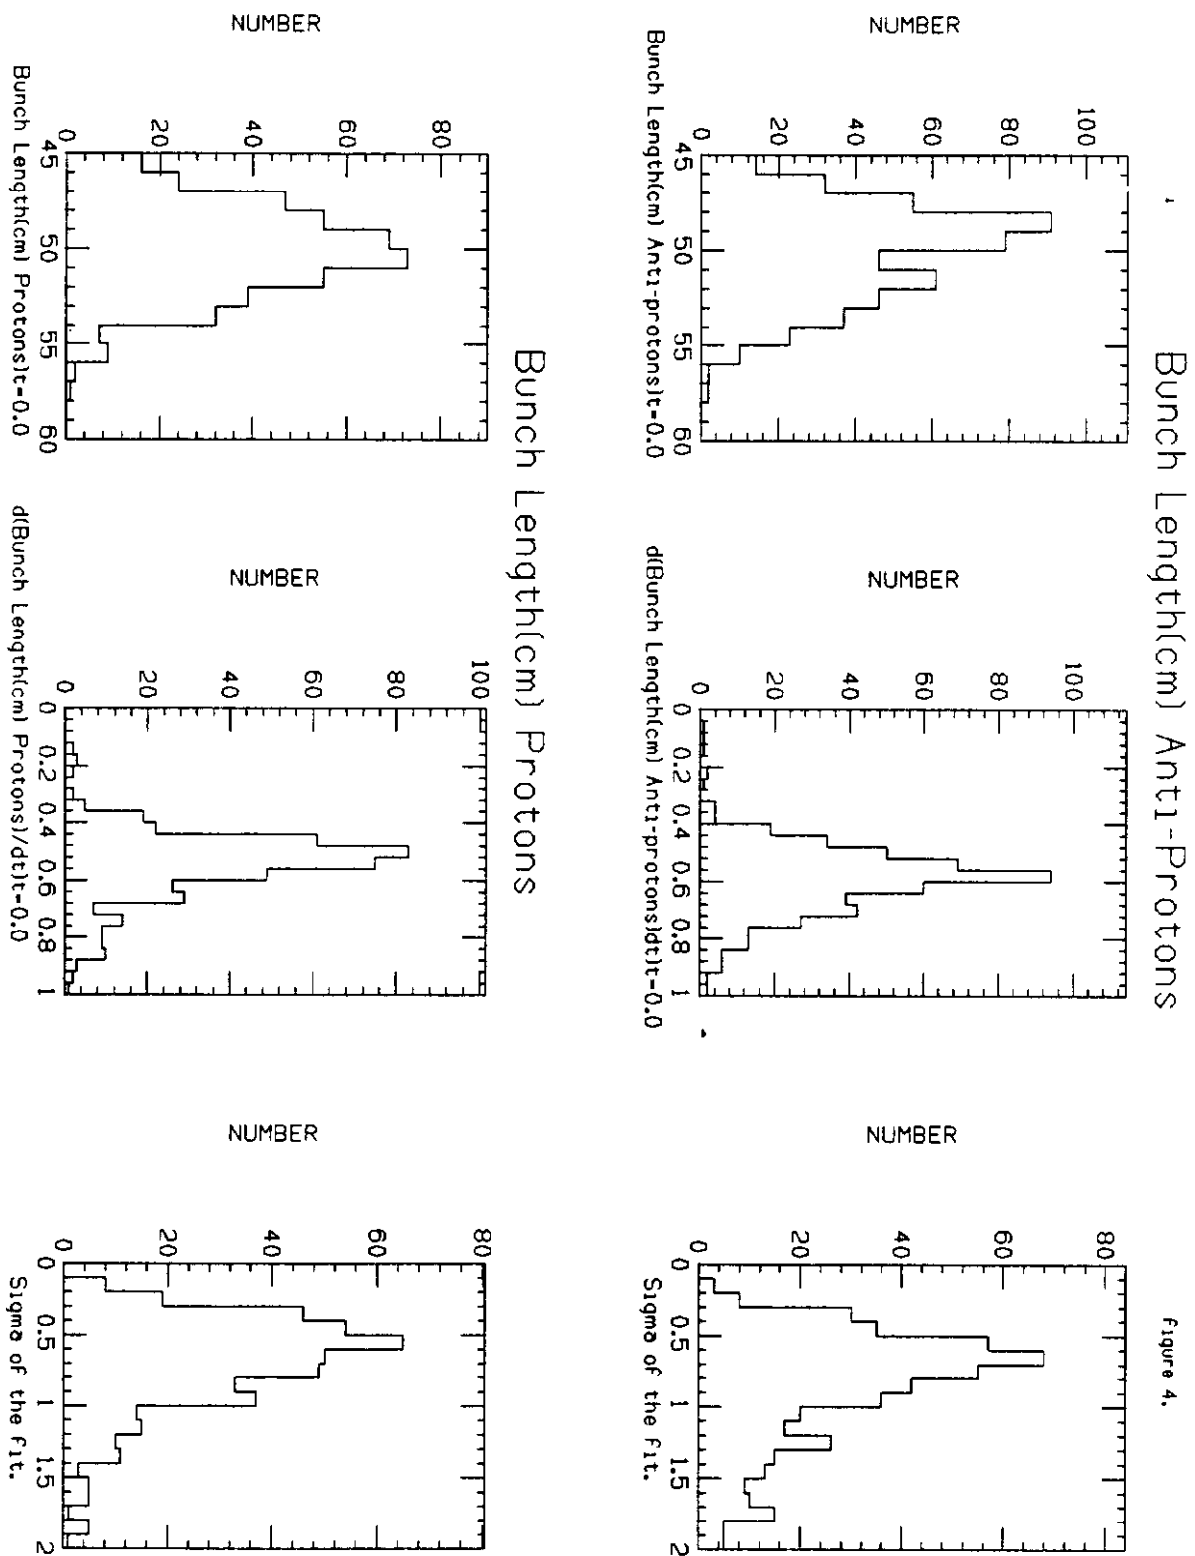 figure 4.
Bunch Length(cm) Anti-Protons
NUMBER
0 20 40 60 80 100
45 50 55 60
Bunch Length(cm) Anti-protons)t=0.0
NUMBER
0 20 40 60 80 100
0 0.2 0.4 0.6 0.8 1
d(Bunch Length(cm) Anti-protons)dt)t=0.0
NUMBER
0 20 40 60 80
0 0.5 1 1.5 2
Sigma of the fit.
Bunch Length(cm) Protons
NUMBER
0 20 40 60 80
45 50 55 60
Bunch Length(cm) Protons)t=0.0
NUMBER
0 20 40 60 80 100
0 0.2 0.4 0.6 0.8 1
d(Bunch Length(cm) Protons)/dt)t=0.0
NUMBER
0 20 40 60 80
0 0.5 1 1.5 2
Sigma of the fit.